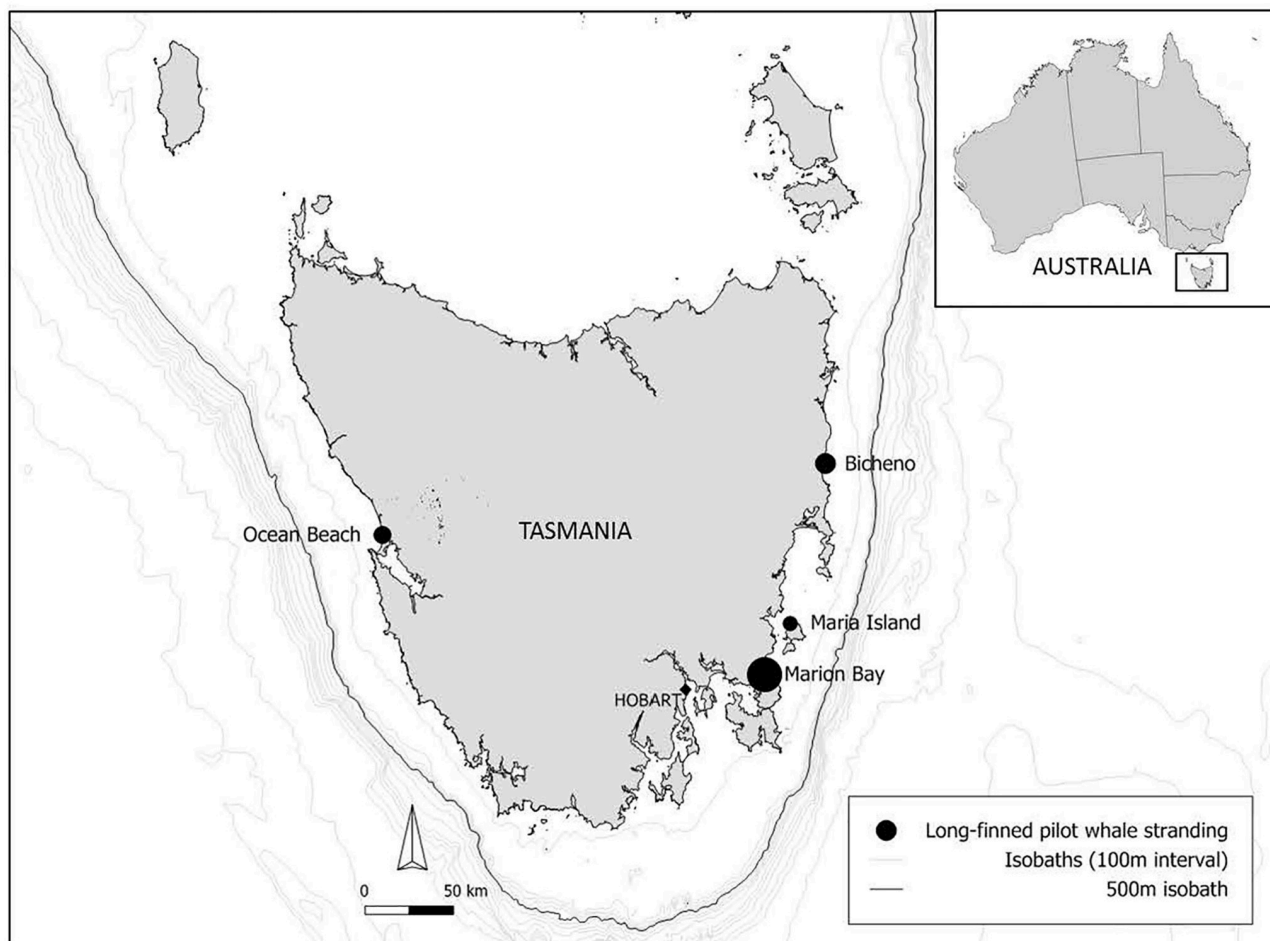 AUSTRALIA
Bicheno
Ocean Beach
TASMANIA
Maria Island
Marion Bay
HOBART
0 50 km
Long-finned pilot whale stranding
Isobaths (100m interval)
500m isobath